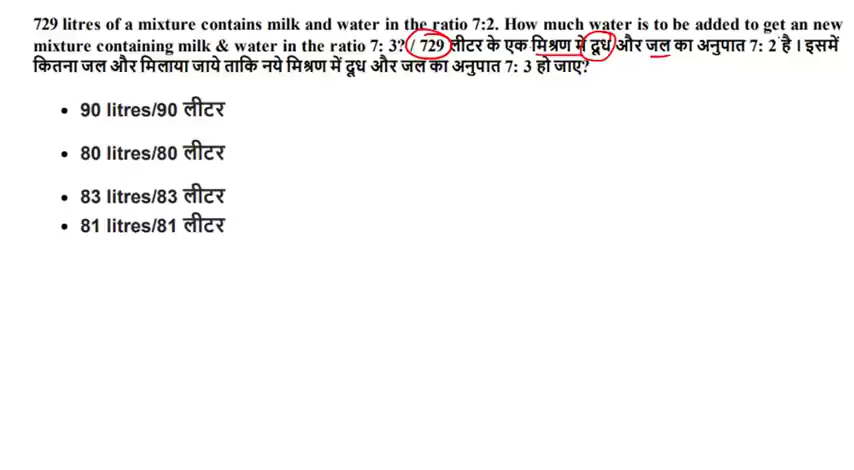 729 litres of a mixture contains milk and water in the ratio 7:2. How much water is to be added to get an new
mixture containing milk & water in the ratio 7: 3? / 729 लीटर के एक मिश्रण में दूध और जल का अनुपात 7: 2 है । इसमें
कितना जल और मिलाया जाये ताकि नये मिश्रण में दूध और जल का अनुपात 7: 3 हो जाए?
• 90 litres/90 लीटर
• 80 litres/80 लीटर
• 83 litres/83 लीटर
• 81 litres/81 लीटर